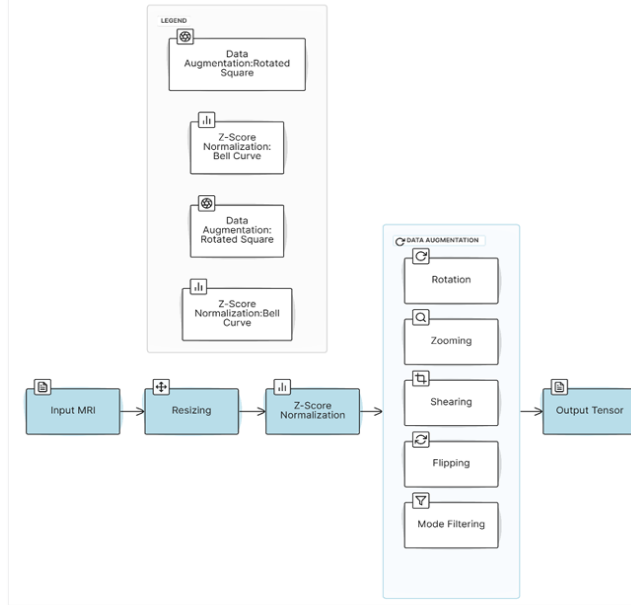 LEGEND
Data
Augmentation:Rotated
Square
Z-Score
Normalization:
Bell Curve
Data
Augmentation:
Rotated Square
Z-Score
Normalization:Bell
Curve
DATA AUGMENTATION
Rotation
Zooming
Shearing
Flipping
Mode Filtering
Input MRI
Resizing
Z-Score
Normalization
Output Tensor